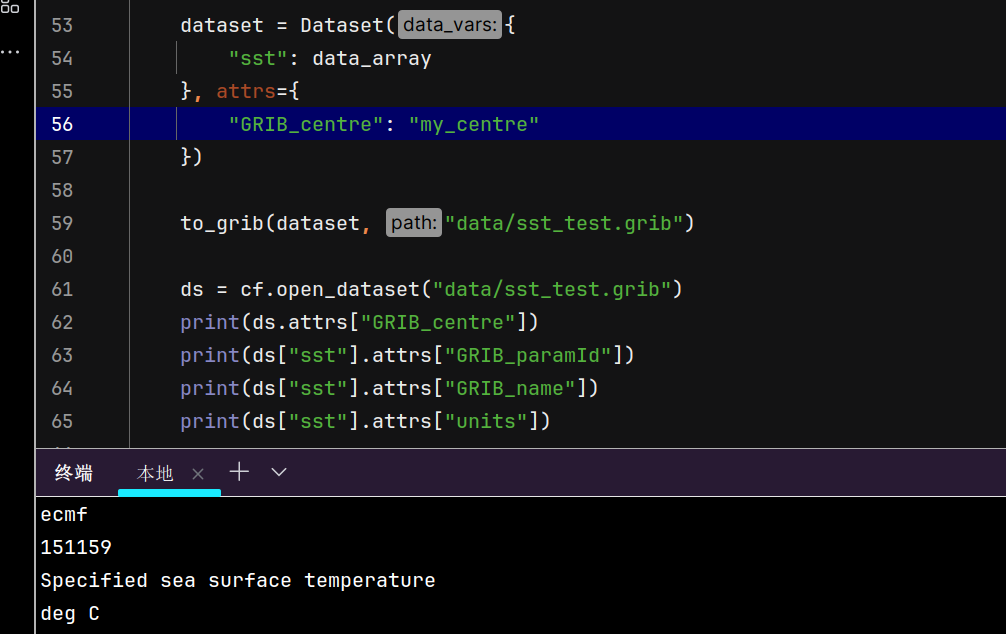 53 dataset = Dataset( data_vars: {
54 "sst": data_array
55 }, attrs={
56 "GRIB_centre": "my_centre"
57 })
58
59 to_grib(dataset, path: "data/sst_test.grib")
60
61 ds = cf.open_dataset("data/sst_test.grib")
62 print(ds.attrs["GRIB_centre"])
63 print(ds["sst"].attrs["GRIB_paramId"])
64 print(ds["sst"].attrs["GRIB_name"])
65 print(ds["sst"].attrs["units"])
终端 本地
ecmf
151159
Specified sea surface temperature
deg C